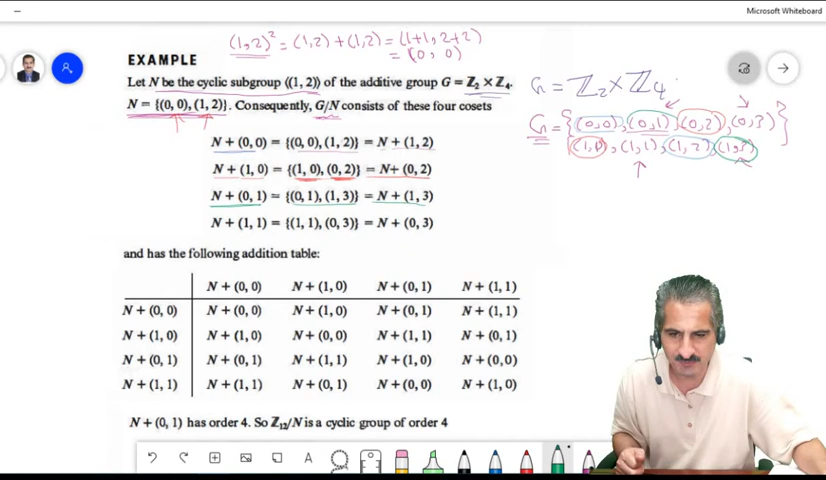 Microsoft Whiteboard
(1,2)² = (1,2) + (1,2) = (1+1, 2+2)
= (0, 0)
EXAMPLE
Let N be the cyclic subgroup ⟨(1, 2)⟩ of the additive group G = ℤ₂ × ℤ₄.
N = {(0, 0), (1, 2)}. Consequently, G/N consists of these four cosets
N + (0, 0) = {(0, 0), (1, 2)} = N + (1, 2)
N + (1, 0) = {(1, 0), (0, 2)} = N + (0, 2)
N + (0, 1) = {(0, 1), (1, 3)} = N + (1, 3)
N + (1, 1) = {(1, 1), (0, 3)} = N + (0, 3)
G = ℤ₂ × ℤ₄.
G = {(0,0), (0,1), (0,2), (0,3)
(1,0), (1,1), (1,2), (1,3)}
and has the following addition table:
N + (0, 0) N + (1, 0) N + (0, 1) N + (1, 1)
N + (0, 0) N + (0, 0) N + (1, 0) N + (0, 1) N + (1, 1)
N + (1, 0) N + (1, 0) N + (0, 0) N + (1, 1) N + (0, 1)
N + (0, 1) N + (0, 1) N + (1, 1) N + (1, 0) N + (0,0)
N + (1, 1) N + (1, 1) N + (0, 1) N + (0, 0) N + (1, 0)
N + (0, 1) has order 4. So ℤ₁₂/N is a cyclic group of order 4